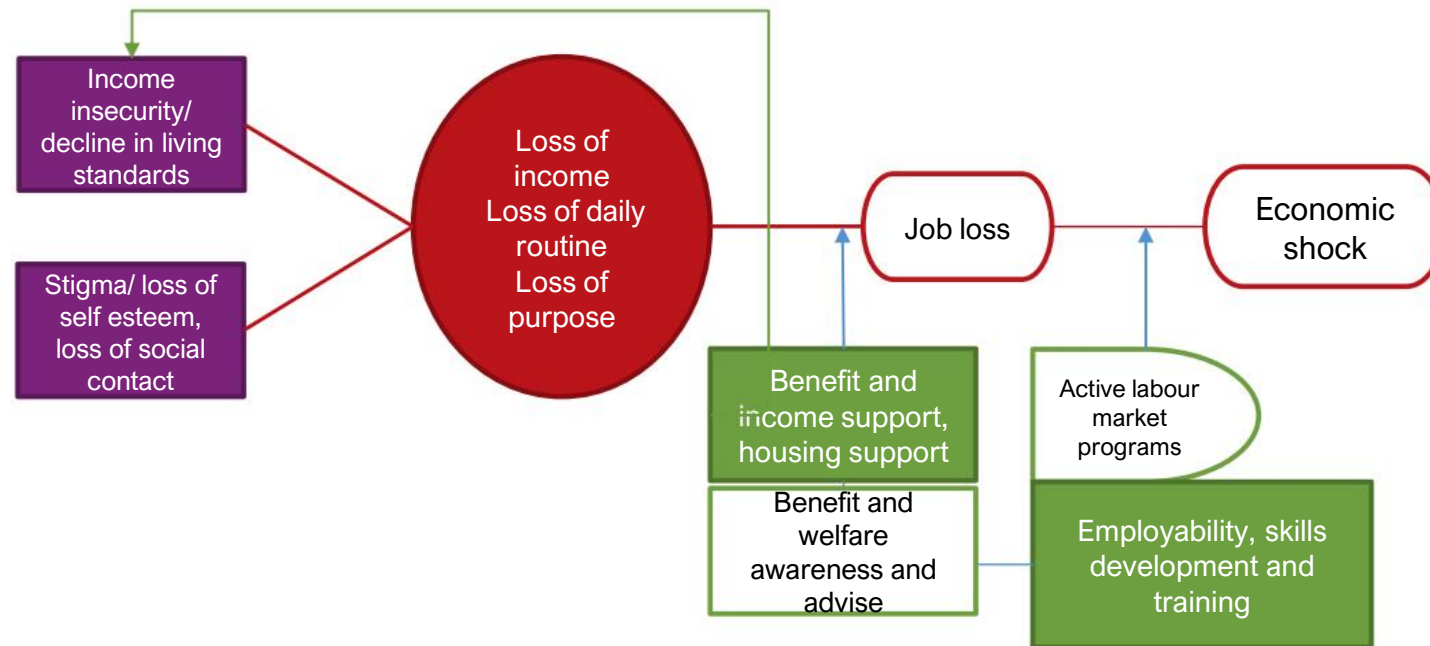 Income
insecurity/
decline in living
standards
Stigma/ loss of
self esteem,
loss of social
contact
Loss of
income
Loss of daily
routine
Loss of
purpose
Job loss
Economic
shock
Benefit and
income support,
housing support
Benefit and
welfare
awareness and
advise
Active labour
market
programs
Employability, skills
development and
training